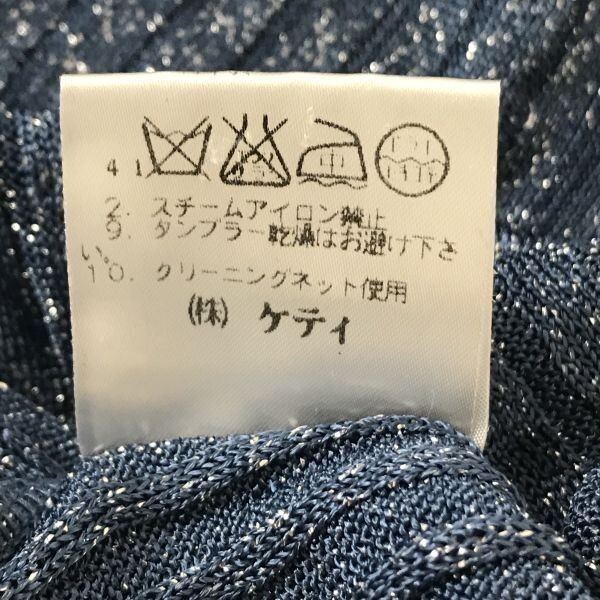 4 1
中
2. スチームアイロン禁止
9. タンブラー乾燥はお避け下さ
い。
10. クリーニングネット使用
(株) ケティ